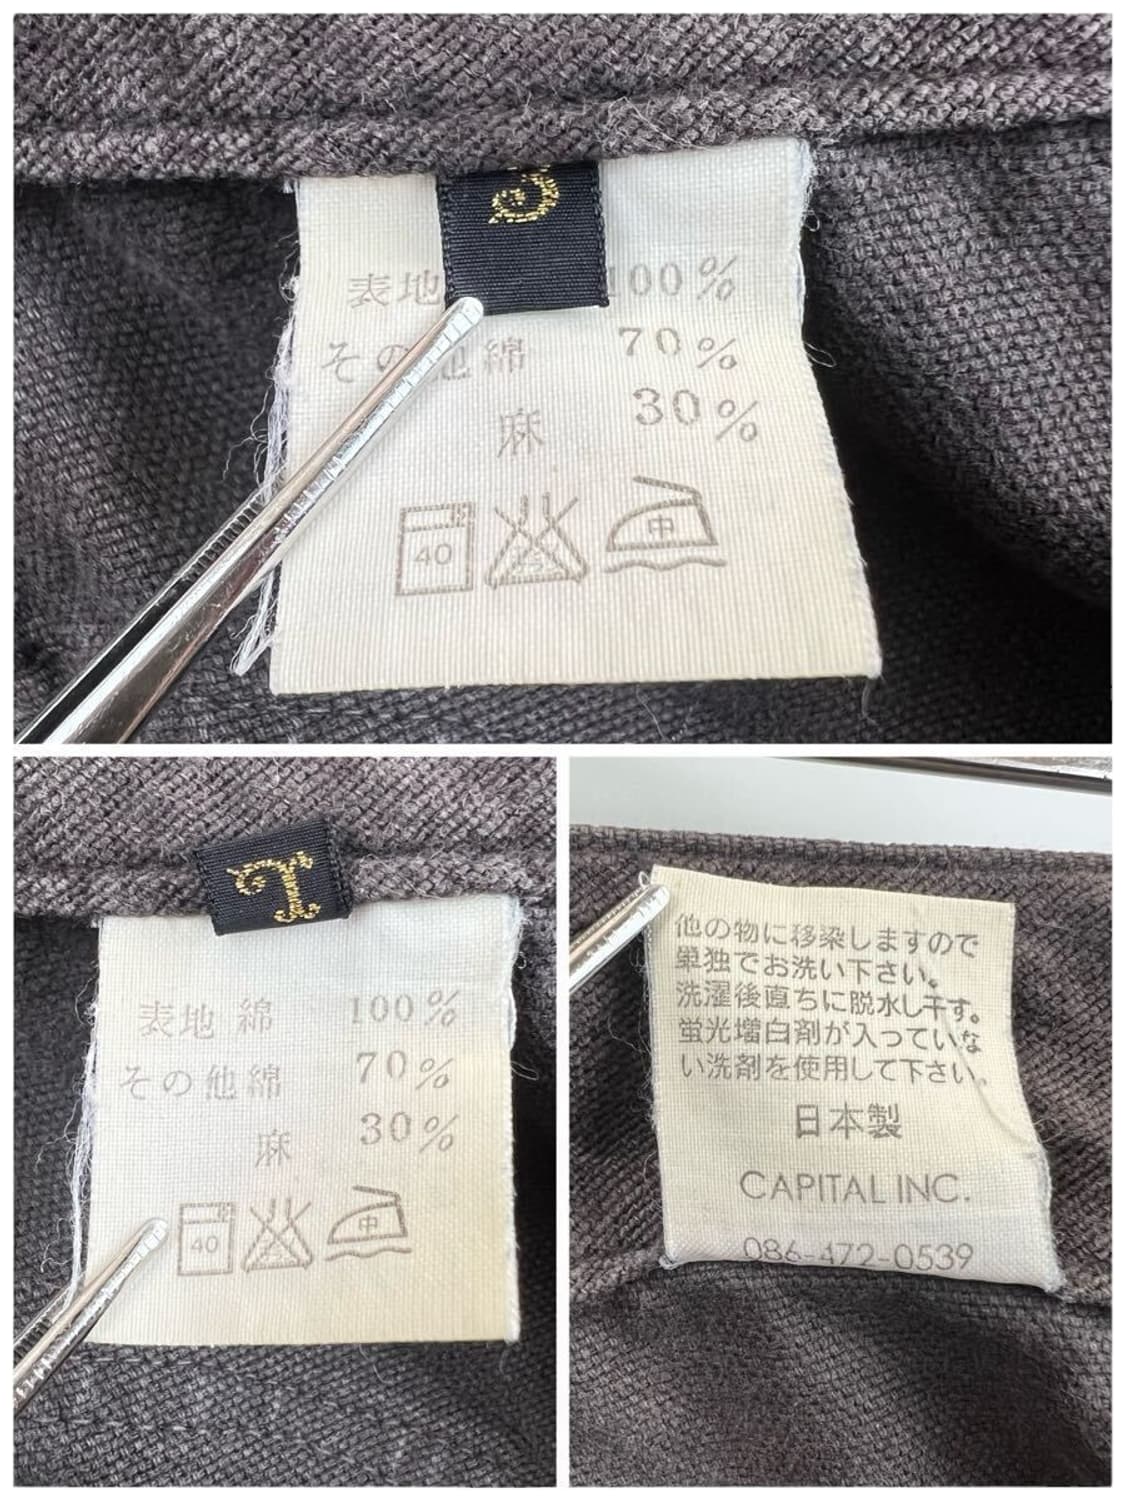 表地 100%
その他綿 70%
麻 30%
40 中
表地 綿 100%
その他綿 70%
麻 30%
40 中
他の物に移染しますので
単独でお洗い下さい。
洗濯後直ちに脱水し干す。
蛍光増白剤が入っていな
い洗剤を使用して下さい。
日本製
CAPITAL INC.
086-472-0539